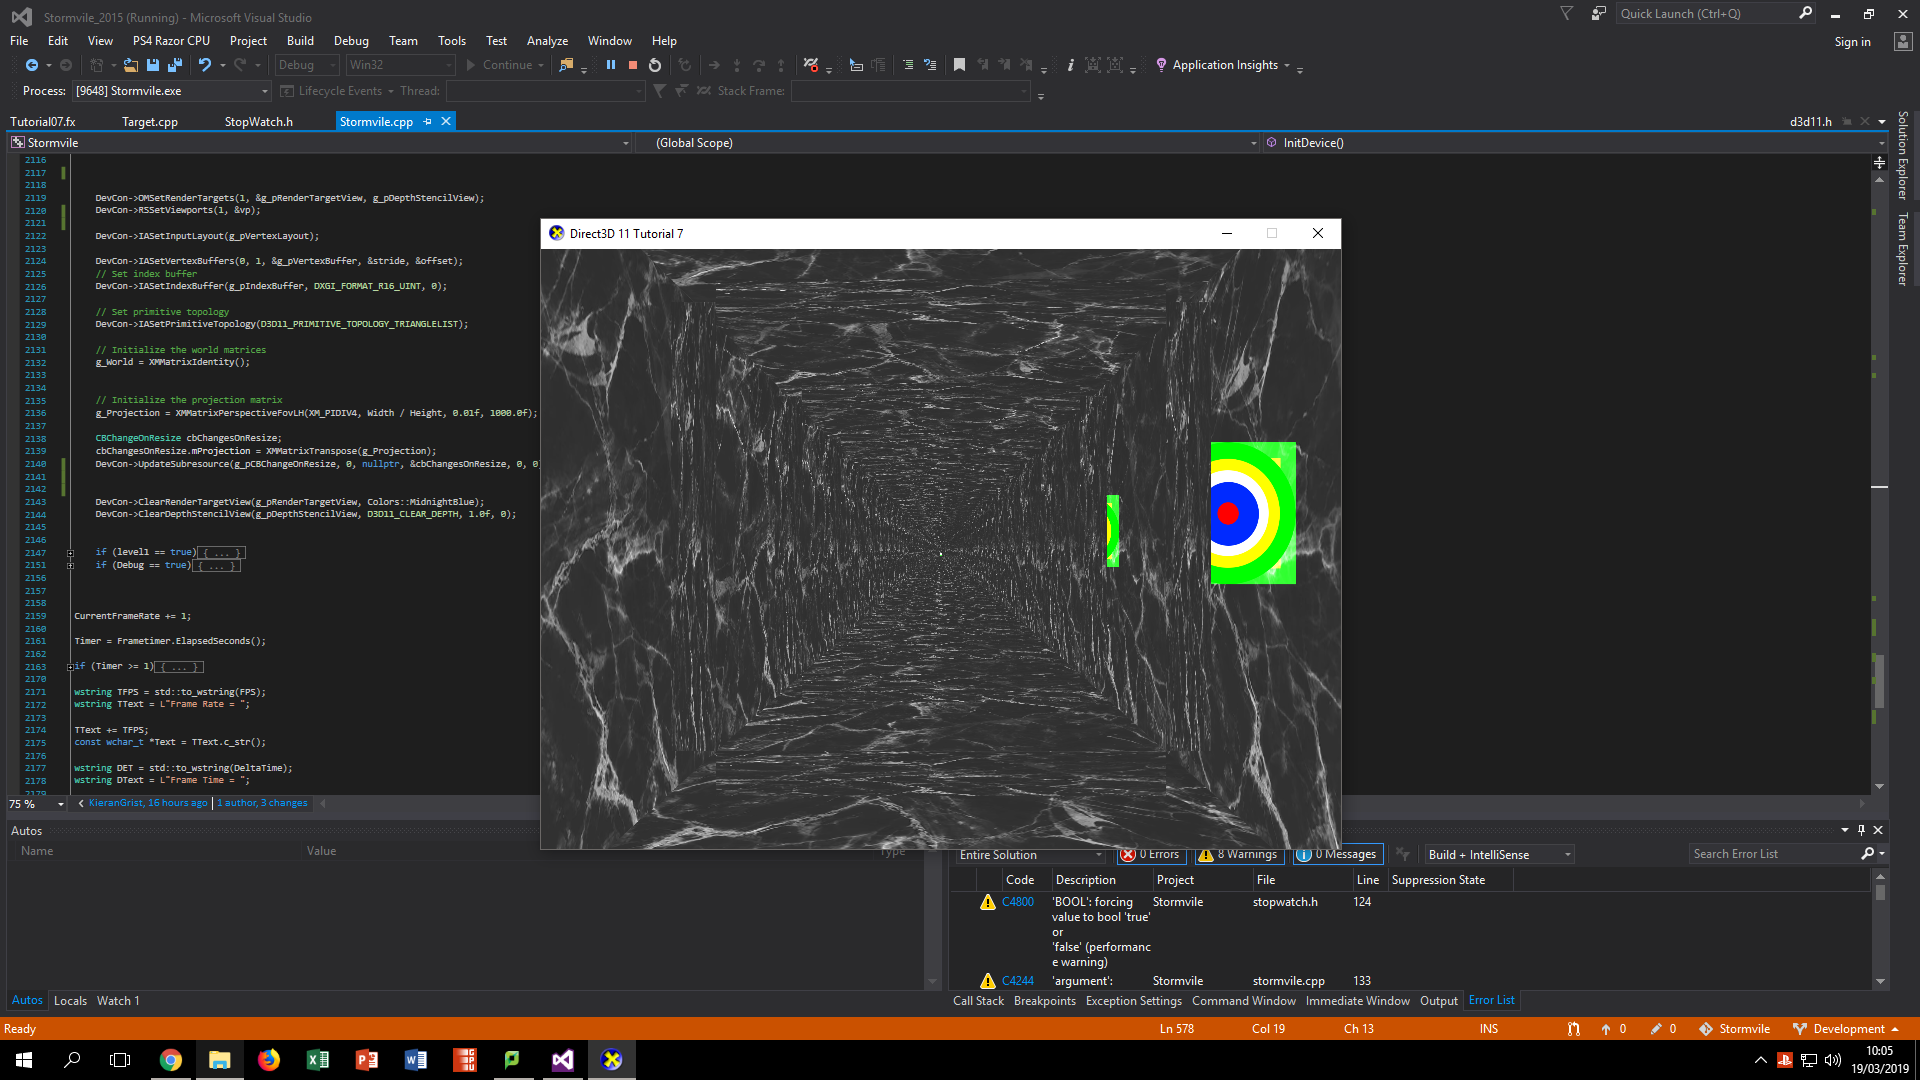 Stormvile_2015 (Running) - Microsoft Visual Studio
Quick Launch (Ctrl+Q)
File Edit View PS4 Razor CPU Project Build Debug Team Tools Test Analyze Window Help
Sign in
Debug Win32 Continue Application Insights
Process: [9648] Stormvile.exe Lifecycle Events Thread: Stack Frame:
Tutorial07.fx Target.cpp StopWatch.h Stormvile.cpp d3d11.h
Stormvile (Global Scope) InitDevice()
Solution Explorer
Team Explorer
2116
2117
2118
2119 DevCon->OMSetRenderTargets(1, &g_pRenderTargetView, g_pDepthStencilView);
2120 DevCon->RSSetViewports(1, &vp);
2121
2122 DevCon->IASetInputLayout(g_pVertexLayout);
2123
2124 DevCon->IASetVertexBuffers(0, 1, &g_pVertexBuffer, &stride, &offset);
2125 // Set index buffer
2126 DevCon->IASetIndexBuffer(g_pIndexBuffer, DXGI_FORMAT_R16_UINT, 0);
2127
2128 // Set primitive topology
2129 DevCon->IASetPrimitiveTopology(D3D11_PRIMITIVE_TOPOLOGY_TRIANGLELIST);
2130
2131 // Initialize the world matrices
2132 g_World = XMMatrixIdentity();
2133
2134
2135 // Initialize the projection matrix
2136 g_Projection = XMMatrixPerspectiveFovLH(XM_PIDIV4, Width / Height, 0.01f, 1000.0f);
2137
2138 CBChangeOnResize cbChangesOnResize;
2139 cbChangesOnResize.mProjection = XMMatrixTranspose(g_Projection);
2140 DevCon->UpdateSubresource(g_pCBChangeOnResize, 0, nullptr, &cbChangesOnResize, 0, 0
2141
2142
2143 DevCon->ClearRenderTargetView(g_pRenderTargetView, Colors::MidnightBlue);
2144 DevCon->ClearDepthStencilView(g_pDepthStencilView, D3D11_CLEAR_DEPTH, 1.0f, 0);
2145
2146
2147 if (level1 == true){ ... }
2151 if (Debug == true){ ... }
2156
2157
2158
2159 CurrentFrameRate += 1;
2160
2161 Timer = Frametimer.ElapsedSeconds();
2162
2163 if (Timer >= 1){ ... }
2170
2171 wstring TFPS = std::to_wstring(FPS);
2172 wstring TText = L"Frame Rate = ";
2173
2174 TText += TFPS;
2175 const wchar_t *Text = TText.c_str();
2176
2177 wstring DET = std::to_wstring(DeltaTime);
2178 wstring DText = L"Frame Time = ";
2179
Direct3D 11 Tutorial 7
75 % KieranGrist, 16 hours ago | 1 author, 3 changes
Autos
Name Value Type
Entire Solution 0 Errors 8 Warnings 0 Messages Build + IntelliSense Search Error List
Code Description Project File Line Suppression State
C4800 'BOOL': forcing Stormvile stopwatch.h 124
value to bool 'true'
or
'false' (performanc
e warning)
C4244 'argument': Stormvile stormvile.cpp 133
Autos Locals Watch 1
Call Stack Breakpoints Exception Settings Command Window Immediate Window Output Error List
Ready Ln 578 Col 19 Ch 13 INS 0 0 Stormvile Development
10:05
19/03/2019